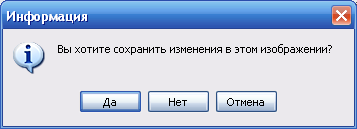 Информация
Вы хотите сохранить изменения в этом изображении?
Да Нет Отмена